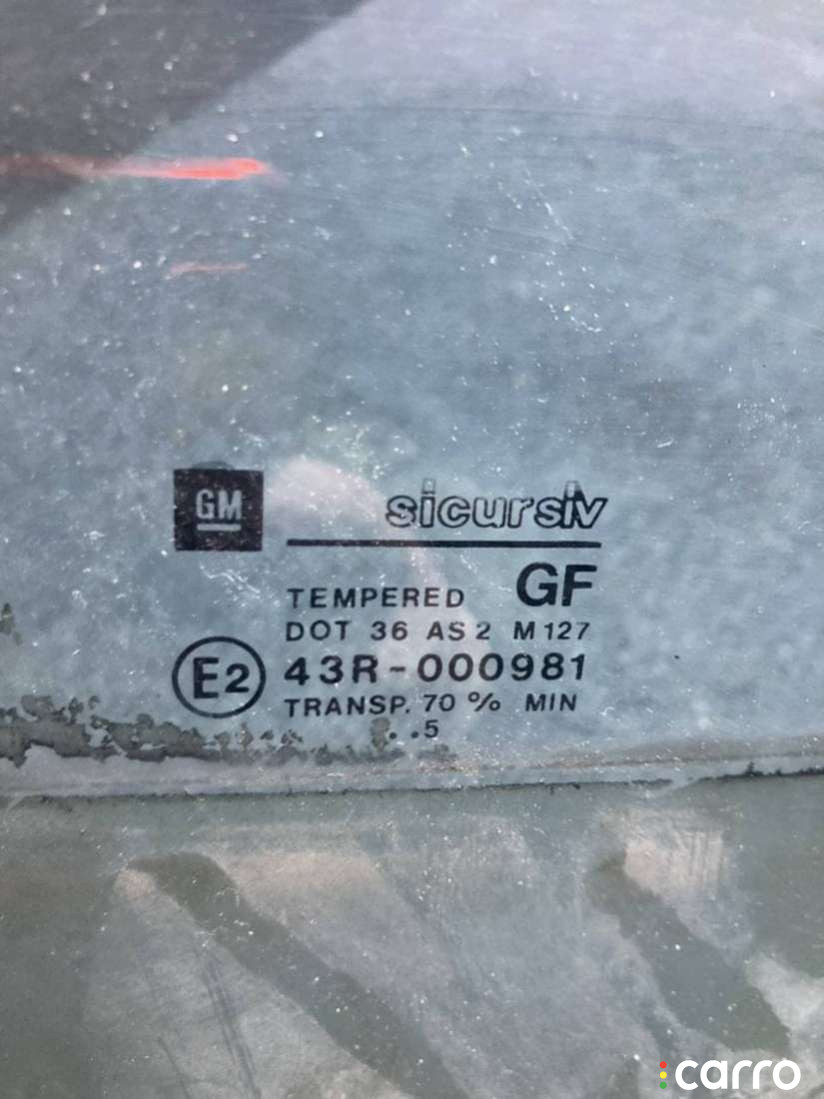 GM sicursiv
TEMPERED GF
DOT 36 AS2 M127
E2 43R-000981
TRANSP. 70 % MIN
..5
carro